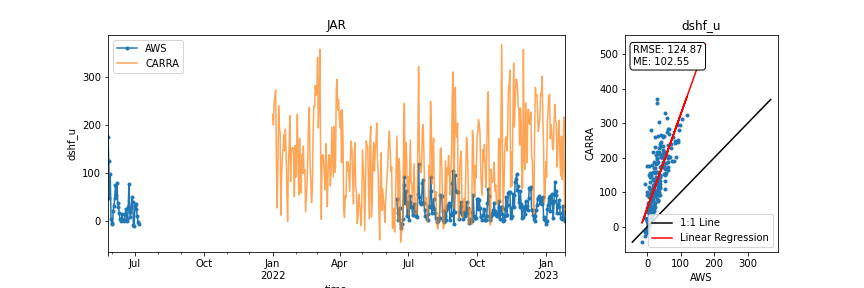 JAR
dshf_u
AWS
CARRA
300
200
100
0
dshf_u
Jul
Oct
Jan
2022
Apr
Jul
Oct
Jan
2023
time
dshf_u
RMSE: 124.87
ME: 102.55
500
400
300
200
100
0
CARRA
1:1 Line
Linear Regression
0
100
200
300
AWS